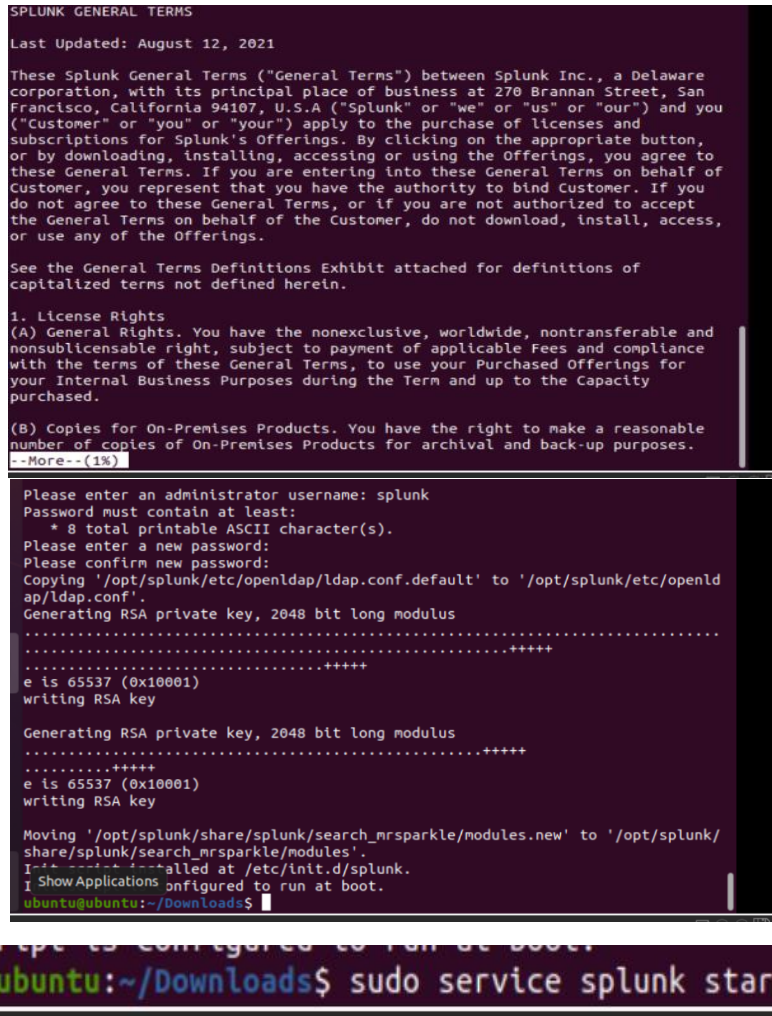 SPLUNK GENERAL TERMS
Last Updated: August 12, 2021
These Splunk General Terms ("General Terms") between Splunk Inc., a Delaware
corporation, with its principal place of business at 270 Brannan Street, San
Francisco, California 94107, U.S.A ("Splunk" or "we" or "us" or "our") and you
("Customer" or "you" or "your") apply to the purchase of licenses and
subscriptions for Splunk's Offerings. By clicking on the appropriate button,
or by downloading, installing, accessing or using the Offerings, you agree to
these General Terms. If you are entering into these General Terms on behalf of
Customer, you represent that you have the authority to bind Customer. If you
do not agree to these General Terms, or if you are not authorized to accept
the General Terms on behalf of the Customer, do not download, install, access,
or use any of the Offerings.
See the General Terms Definitions Exhibit attached for definitions of
capitalized terms not defined herein.
1. License Rights
(A) General Rights. You have the nonexclusive, worldwide, nontransferable and
nonsublicensable right, subject to payment of applicable Fees and compliance
with the terms of these General Terms, to use your Purchased Offerings for
your Internal Business Purposes during the Term and up to the Capacity
purchased.
(B) Copies for On-Premises Products. You have the right to make a reasonable
number of copies of On-Premises Products for archival and back-up purposes.
--More--(1%)
Please enter an administrator username: splunk
Password must contain at least:
* 8 total printable ASCII character(s).
Please enter a new password:
Please confirm new password:
Copying '/opt/splunk/etc/openldap/ldap.conf.default' to '/opt/splunk/etc/openld
ap/ldap.conf'.
Generating RSA private key, 2048 bit long modulus
.......................................................................
.................................................+++++
..................................+++++
e is 65537 (0x10001)
writing RSA key
Generating RSA private key, 2048 bit long modulus
....................................................+++++
..........+++++
e is 65537 (0x10001)
writing RSA key
Moving '/opt/splunk/share/splunk/search_mrsparkle/modules.new' to '/opt/splunk/
share/splunk/search_mrsparkle/modules'.
Init script installed at /etc/init.d/splunk.
Show Applications onfigured to run at boot.
ubuntu@ubuntu:~/Downloads$
ript is configured to run at boot.
ubuntu:~/Downloads$ sudo service splunk star